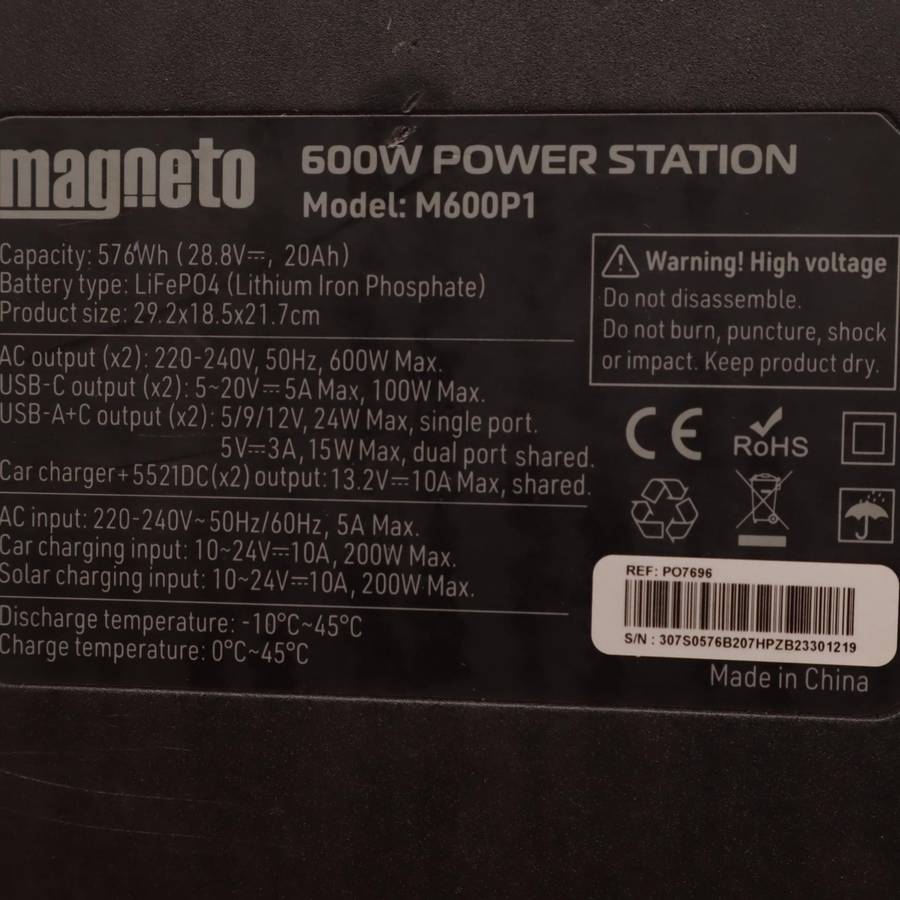 magneto
600W POWER STATION
Model: M600P1
Capacity: 576Wh (28.8V⎓, 20Ah)
Battery type: LiFePO4 (Lithium Iron Phosphate)
Product size: 29.2x18.5x21.7cm
AC output (x2): 220-240V, 50Hz, 600W Max.
USB-C output (x2): 5~20V⎓5A Max, 100W Max.
USB-A+C output (x2): 5/9/12V, 24W Max, single port.
5V⎓3A, 15W Max, dual port shared.
Car charger+5521DC(x2) output: 13.2V⎓10A Max, shared.
AC input: 220-240V~50Hz/60Hz, 5A Max.
Car charging input: 10~24V⎓10A, 200W Max.
Solar charging input: 10~24V⎓10A, 200W Max.
Discharge temperature: -10°C~45°C
Charge temperature: 0°C~45°C
Warning! High voltage
Do not disassemble.
Do not burn, puncture, shock
or impact. Keep product dry.
CE RoHS
REF: PO7696
S/N : 307S0576B207HPZB23301219
Made in China